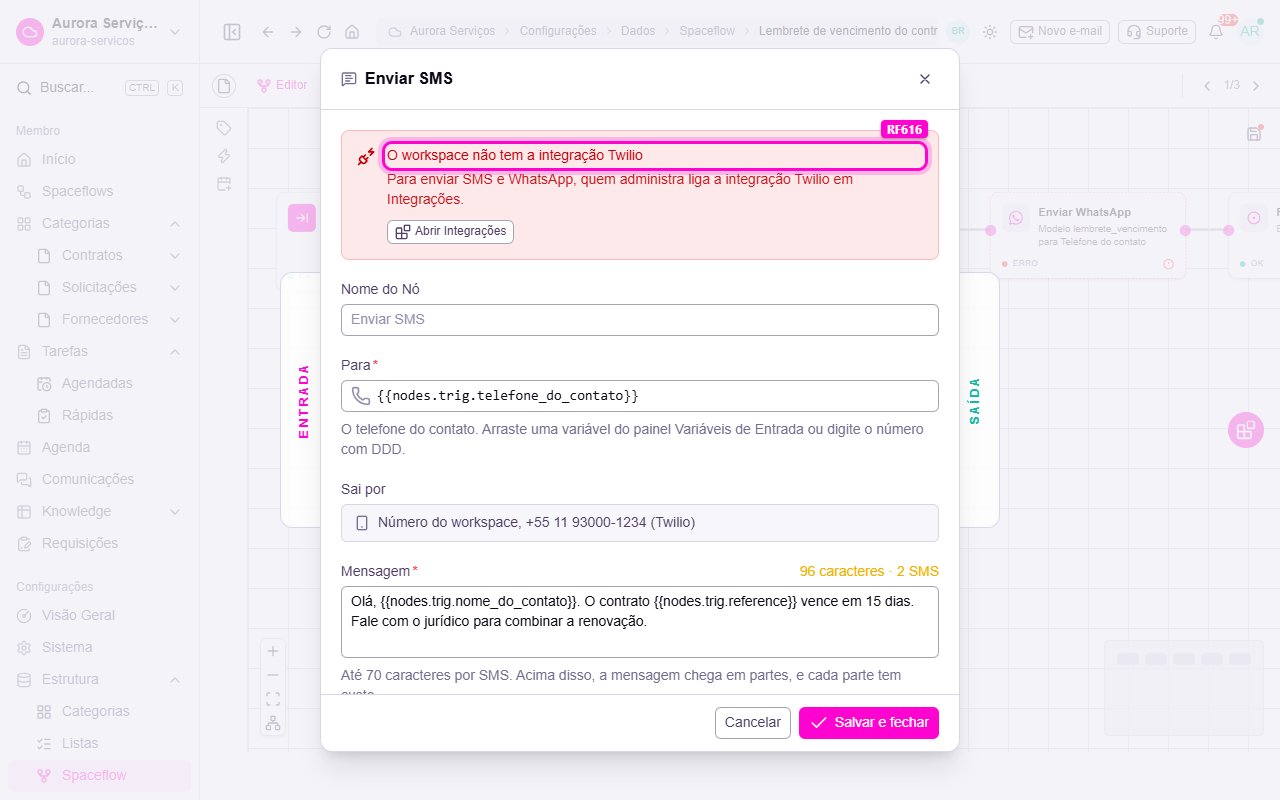 Aurora Serviç...
aurora-servicos
Aurora Serviços
Configurações
Dados
Spaceflow
Lembrete de vencimento do contr
BR
Novo e-mail
Suporte
99+
AR
Buscar...
CTRL
K
Editor
1/3
Membro
Início
Spaceflows
Categorias
Contratos
Solicitações
Fornecedores
Tarefas
Agendadas
Rápidas
Agenda
Comunicações
Knowledge
Requisições
Configurações
Visão Geral
Sistema
Estrutura
Categorias
Listas
Spaceflow
ENTRADA
Enviar SMS
RF616
O workspace não tem a integração Twilio
Para enviar SMS e WhatsApp, quem administra liga a integração Twilio em
Integrações.
Abrir Integrações
Nome do Nó
Enviar SMS
Para*
{{nodes.trig.telefone_do_contato}}
O telefone do contato. Arraste uma variável do painel Variáveis de Entrada ou digite o número
com DDD.
Sai por
Número do workspace, +55 11 93000-1234 (Twilio)
Mensagem*
96 caracteres · 2 SMS
Olá, {{nodes.trig.nome_do_contato}}. O contrato {{nodes.trig.reference}} vence em 15 dias.
Fale com o jurídico para combinar a renovação.
Até 70 caracteres por SMS. Acima disso, a mensagem chega em partes, e cada parte tem
Cancelar
Salvar e fechar
SAÍDA
Enviar WhatsApp
Modelo lembrete_vencimento
para Telefone do contato
ERRO
OK